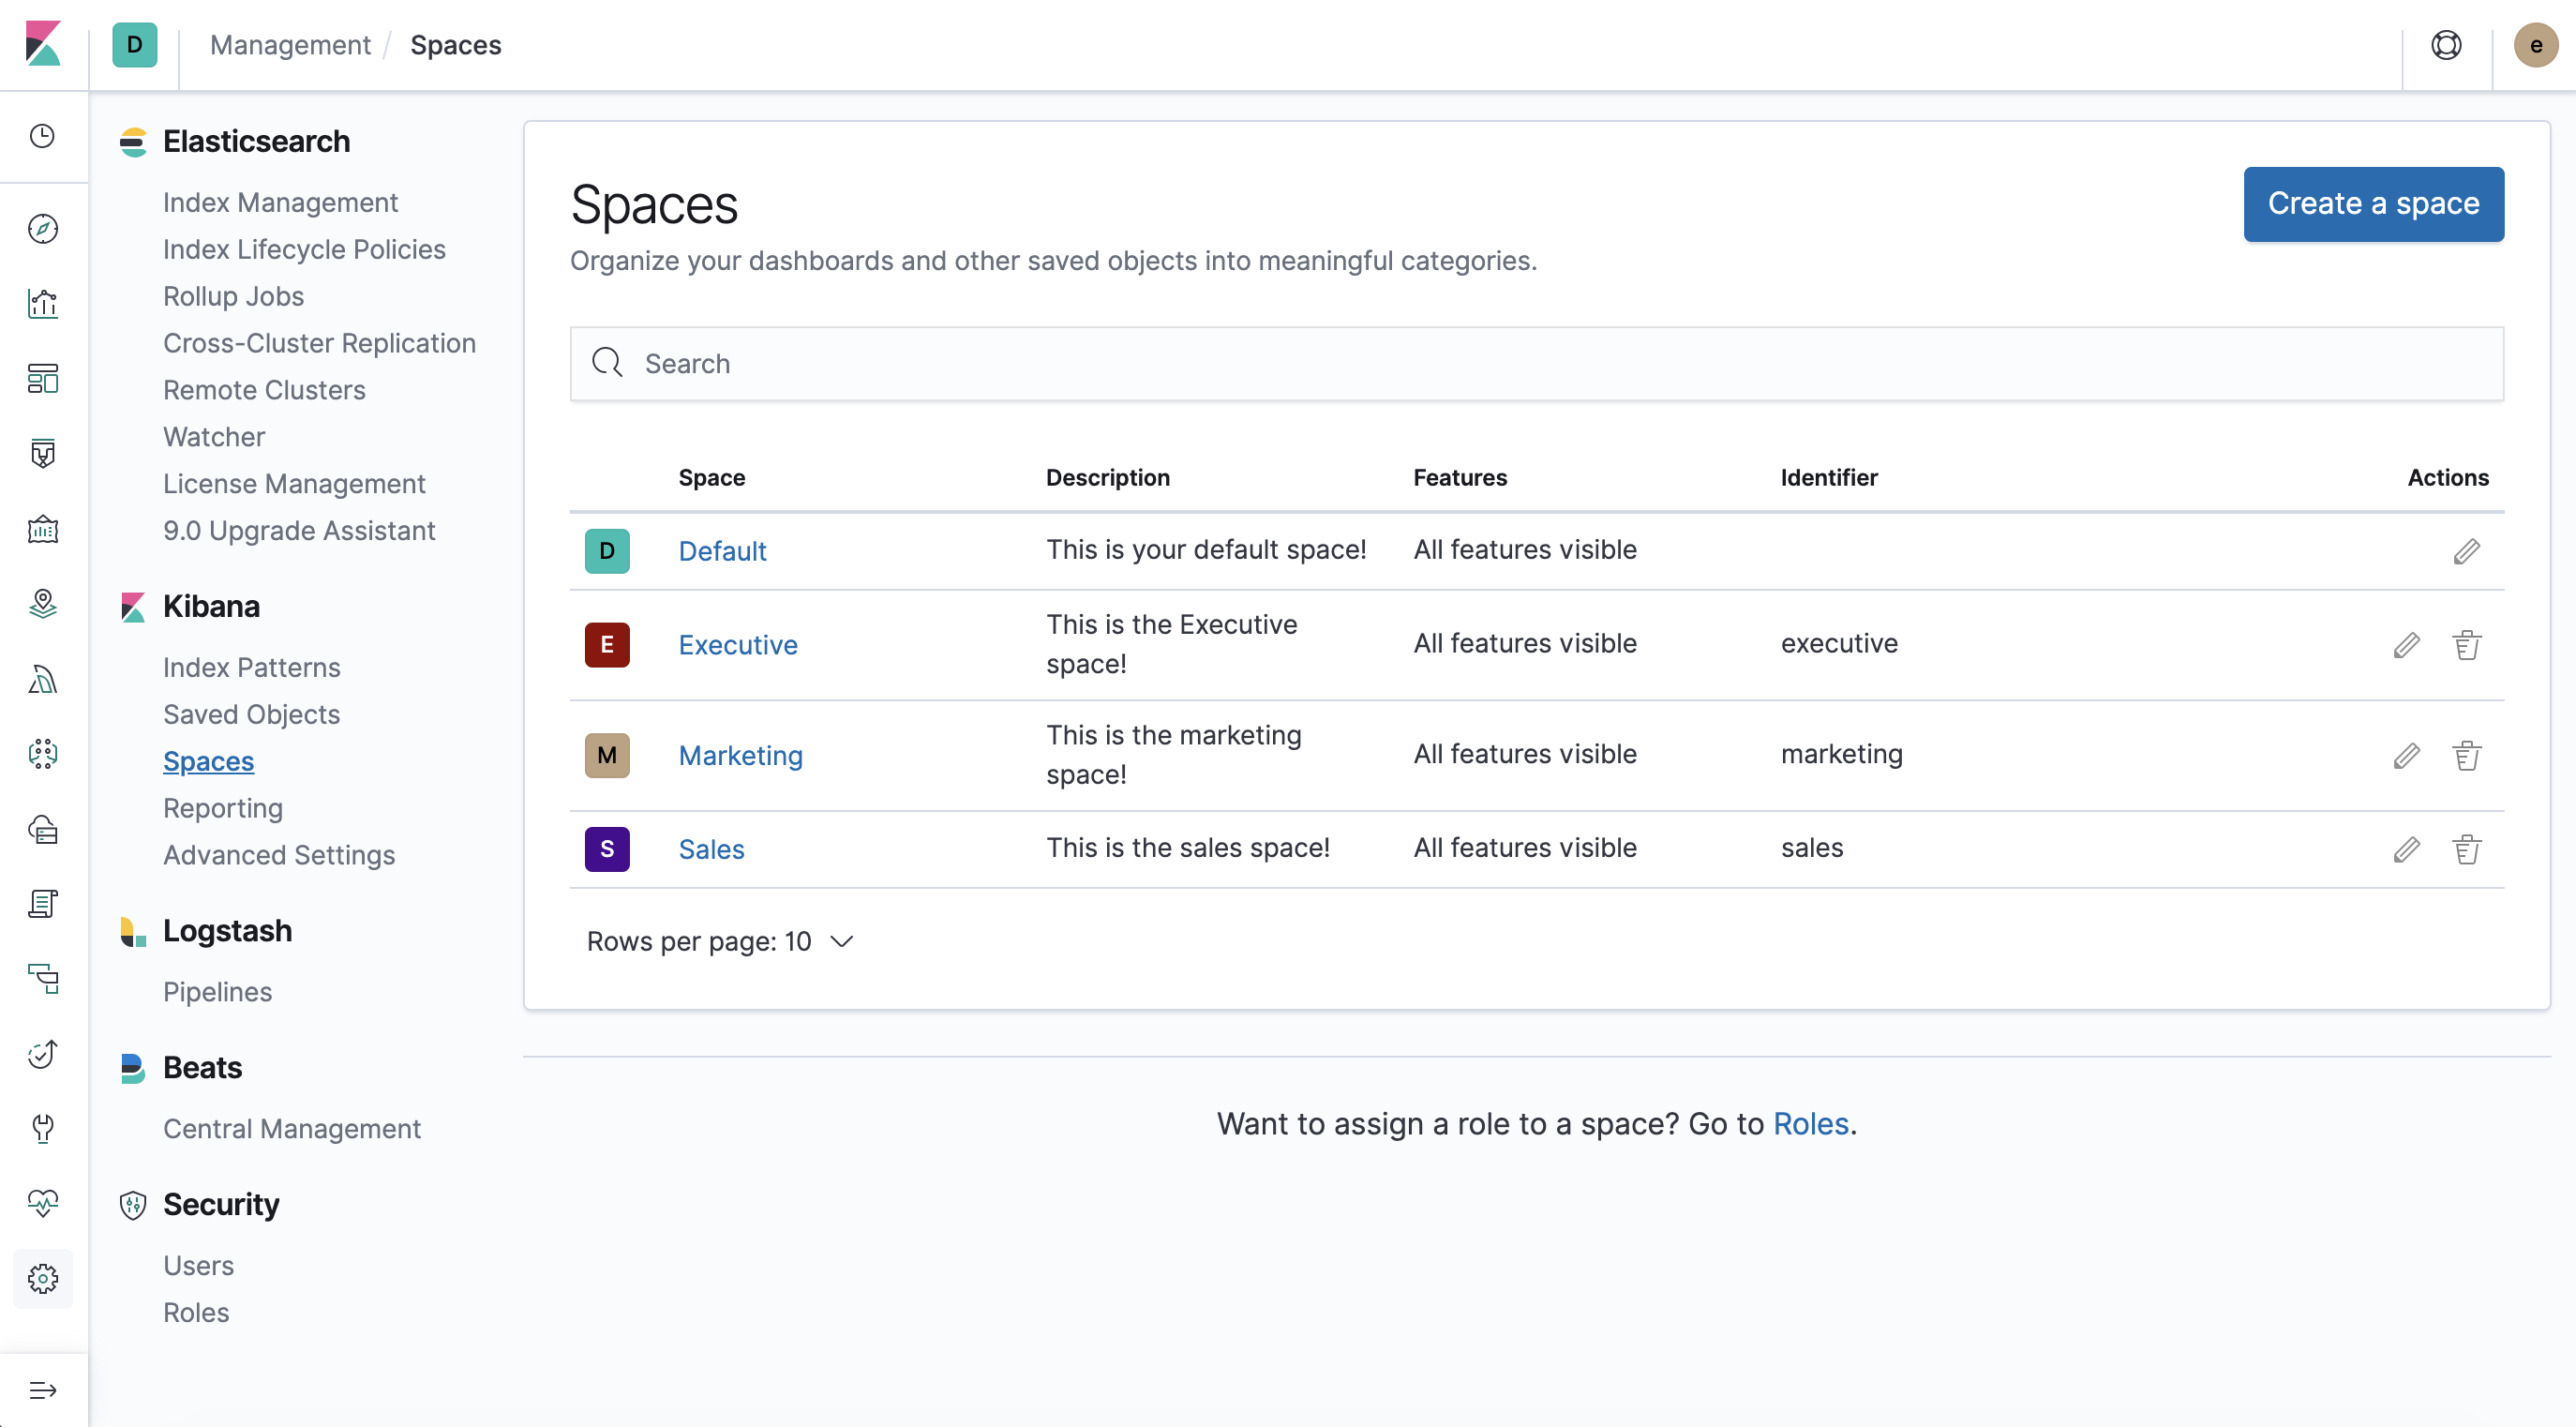 D
Management / Spaces
e
Elasticsearch
Index Management
Index Lifecycle Policies
Rollup Jobs
Cross-Cluster Replication
Remote Clusters
Watcher
License Management
9.0 Upgrade Assistant
Kibana
Index Patterns
Saved Objects
Spaces
Reporting
Advanced Settings
Logstash
Pipelines
Beats
Central Management
Security
Users
Roles
Spaces
Create a space
Organize your dashboards and other saved objects into meaningful categories.
Search
Space Description Features Identifier Actions
D Default This is your default space! All features visible
E Executive This is the Executive
space! All features visible executive
M Marketing This is the marketing
space! All features visible marketing
S Sales This is the sales space! All features visible sales
Rows per page: 10
Want to assign a role to a space? Go to Roles.